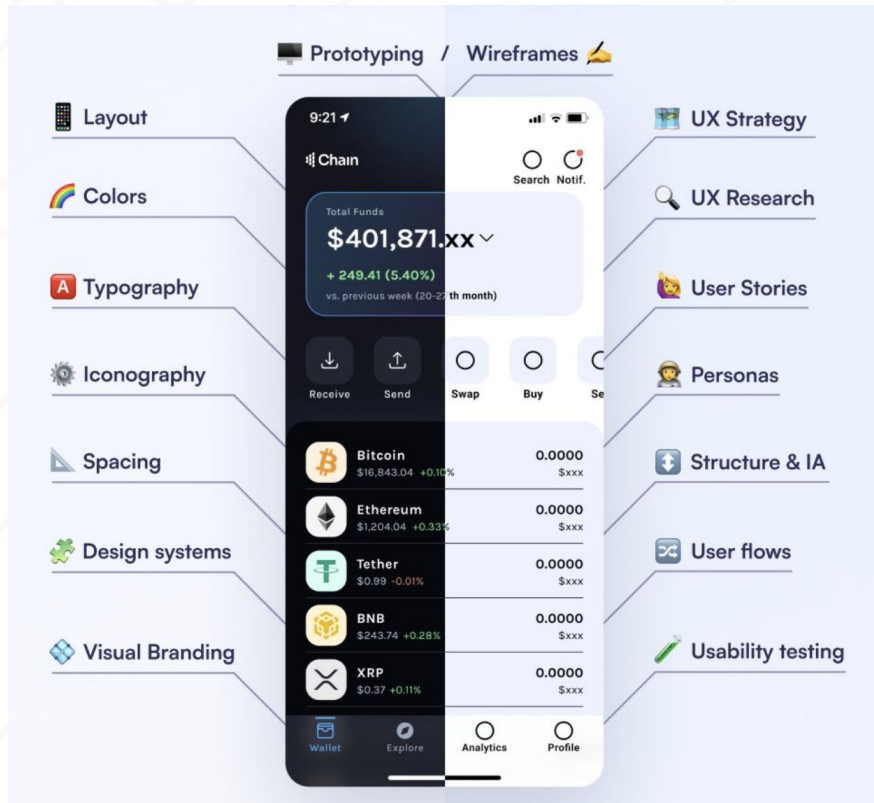 Prototyping / Wireframes
Layout
Colors
Typography
Iconography
Spacing
Design systems
Visual Branding
9:21
Chain
Search Notif.
Total Funds
$401,871.xx
+ 249.41 (5.40%)
vs. previous week (20-27th month)
Receive Send Swap Buy Se
Bitcoin 0.0000
$16,843.04 +0.10% $xxx
Ethereum 0.0000
$1,204.04 +0.33% $xxx
Tether 0.0000
$0.99 -0.01% $xxx
BNB 0.0000
$243.74 +0.28% $xxx
XRP 0.0000
$0.37 +0.11% $xxx
Wallet Explore Analytics Profile
UX Strategy
UX Research
User Stories
Personas
Structure & IA
User flows
Usability testing